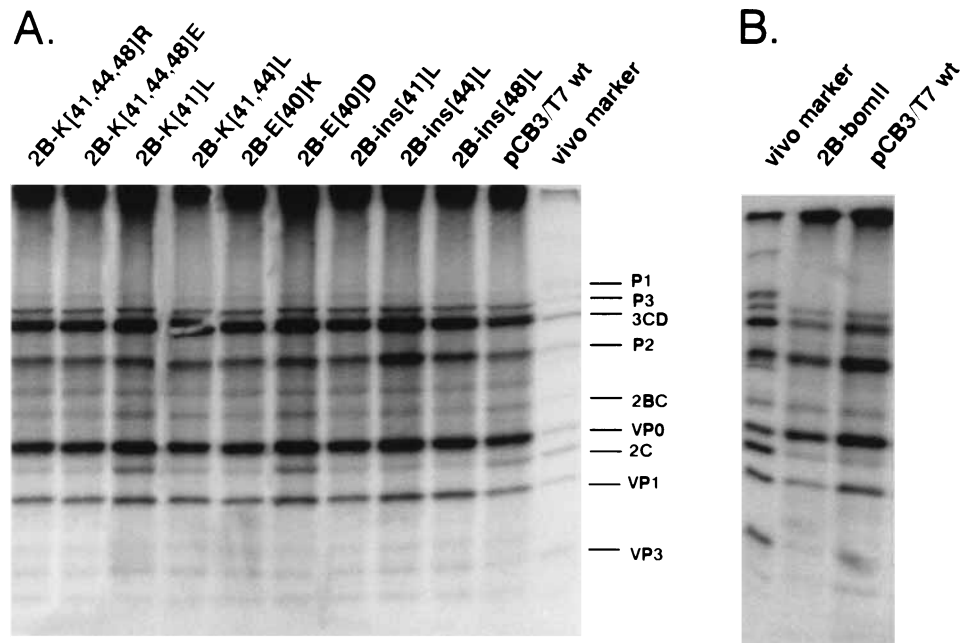 A.
2B-K[41,44,48]R
2B-K[41,44,48]E
2B-K[41]L
2B-K[41,44]L
2B-E[40]K
2B-E[40]D
2B-ins[41]L
2B-ins[44]L
2B-ins[48]L
pCB3/T7 wt
vivo marker
P1
P3
3CD
P2
2BC
VP0
2C
VP1
VP3
B.
vivo marker
2B-bomII
pCB3/T7 wt